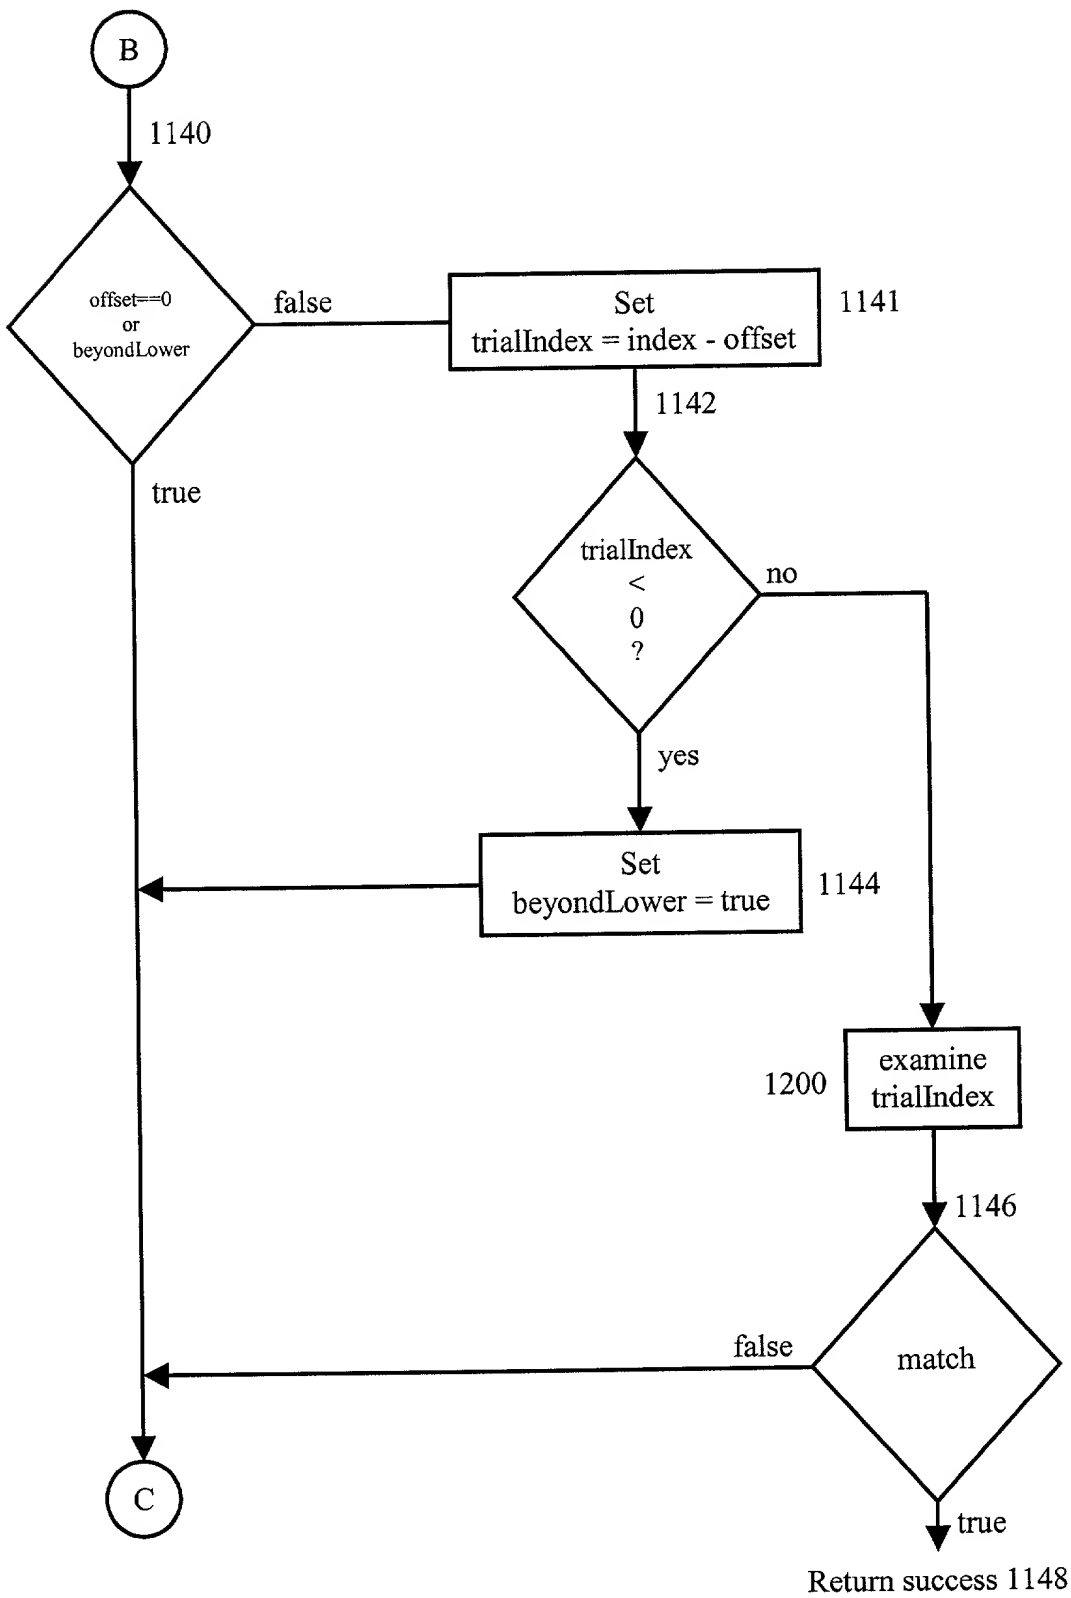 B
1140
offset==0
or
beyondLower
false
true
Set
trialIndex = index - offset
1141
1142
trialIndex
<
0
?
no
yes
Set
beyondLower = true
1144
examine
trialIndex
1200
1146
match
false
true
C
Return success 1148